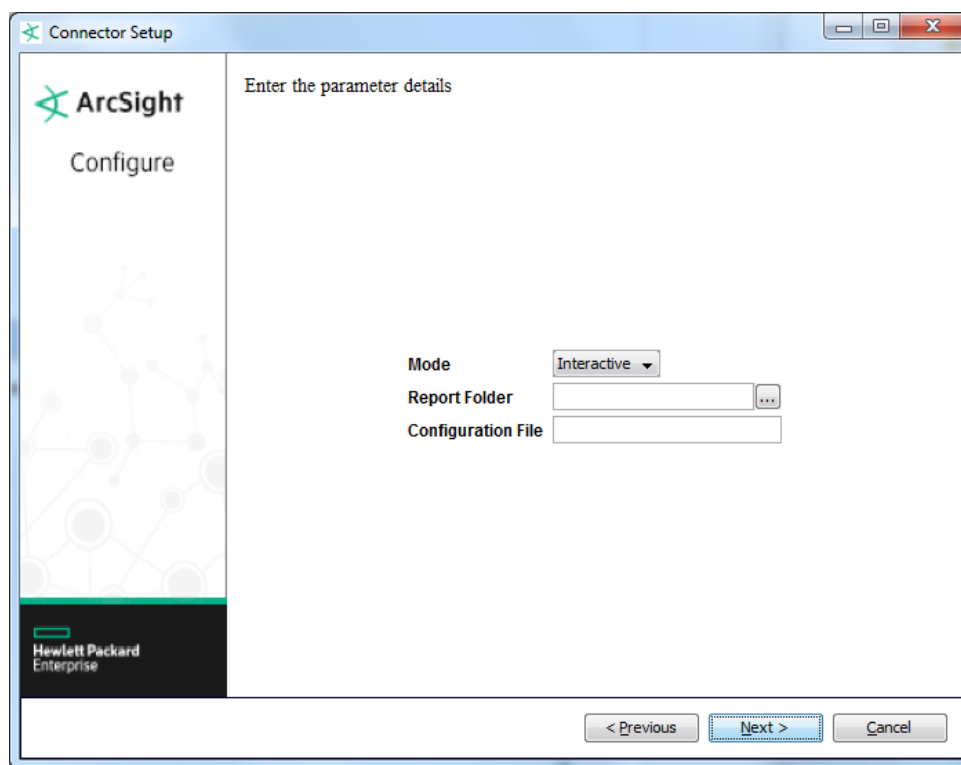 Connector Setup
ArcSight
Configure
Enter the parameter details
Mode
Interactive
Report Folder
...
Configuration File
Hewlett Packard
Enterprise
< Previous
Next >
Cancel